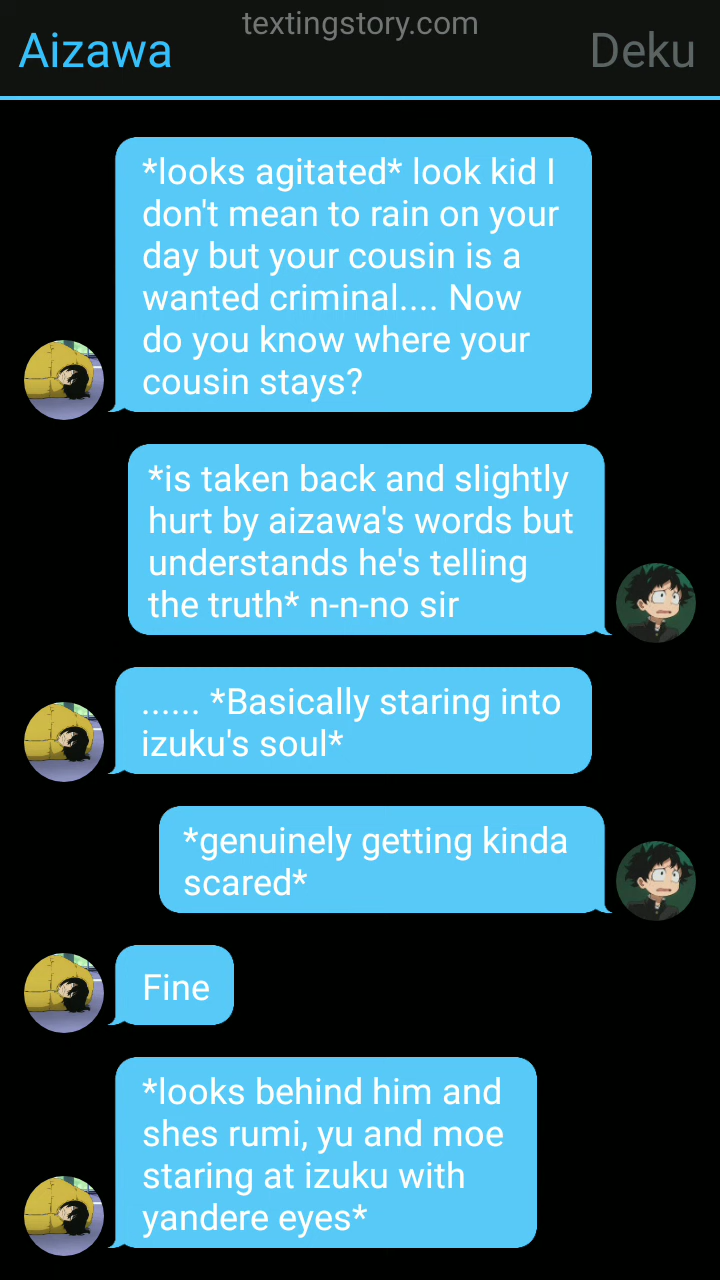 textingstory.com
Aizawa
Deku
*looks agitated* look kid I
don't mean to rain on your
day but your cousin is a
wanted criminal.... Now
do you know where your
cousin stays?
*is taken back and slightly
hurt by aizawa's words but
understands he's telling
the truth* n-n-no sir
...... *Basically staring into
izuku's soul*
*genuinely getting kinda
scared*
Fine
*looks behind him and
shes rumi, yu and moe
staring at izuku with
yandere eyes*